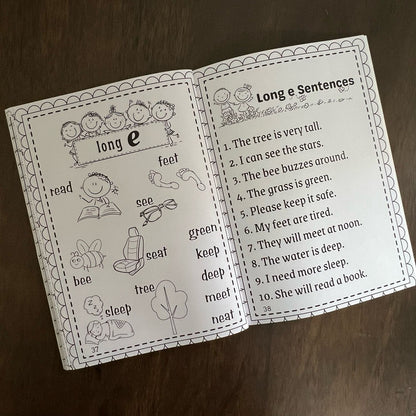 long e
feet
read
see
green
seat
keep
bee
deep
tree
meet
sleep
neat
37
Long e Sentences
1. The tree is very tall.
2. I can see the stars.
3. The bee buzzes around.
4. The grass is green.
5. Please keep it safe.
6. My feet are tired.
7. They will meet at noon.
8. The water is deep.
9. I need more sleep.
10. She will read a book.
38